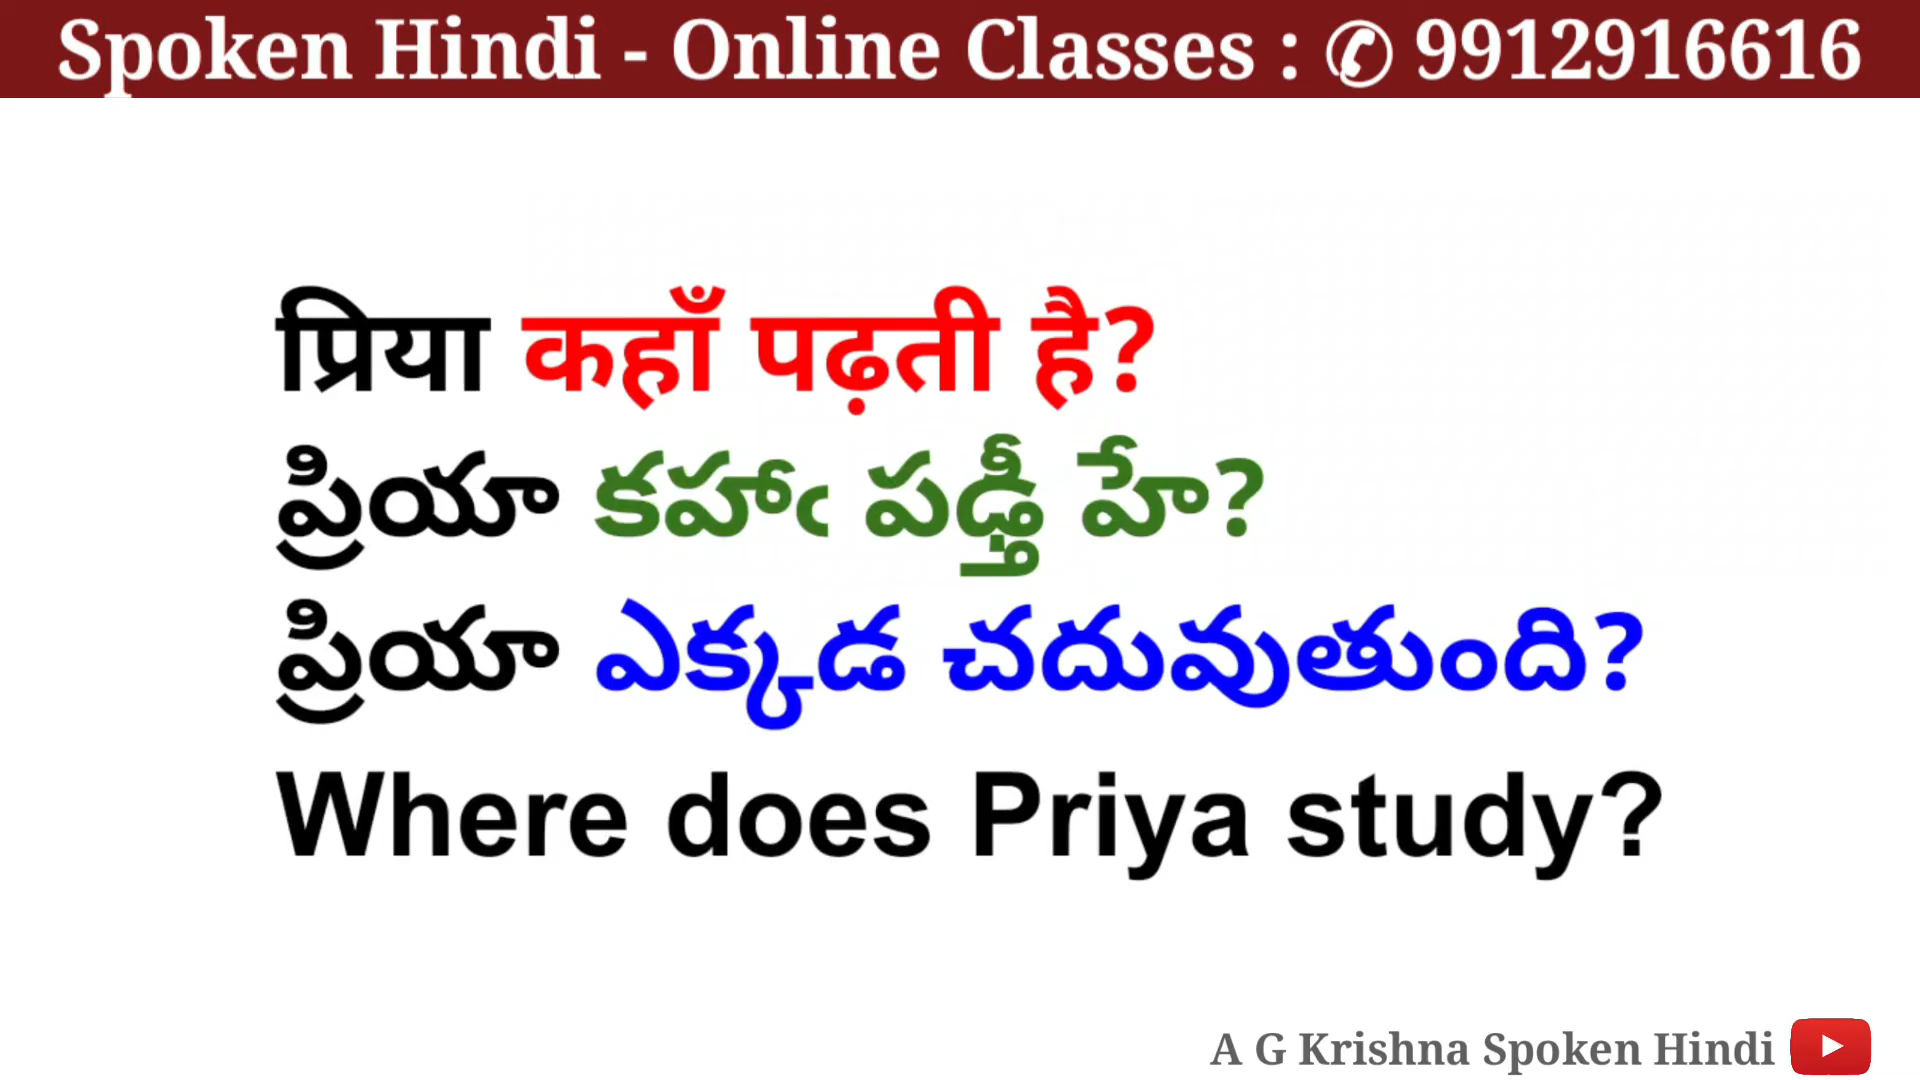 Spoken Hindi - Online Classes : ✆ 9912916616
प्रिया कहाँ पढ़ती है?
ప్రియా కహాఁ పఢ్తీ హే?
ప్రియా ఎక్కడ చదువుతుంది?
Where does Priya study?
A G Krishna Spoken Hindi